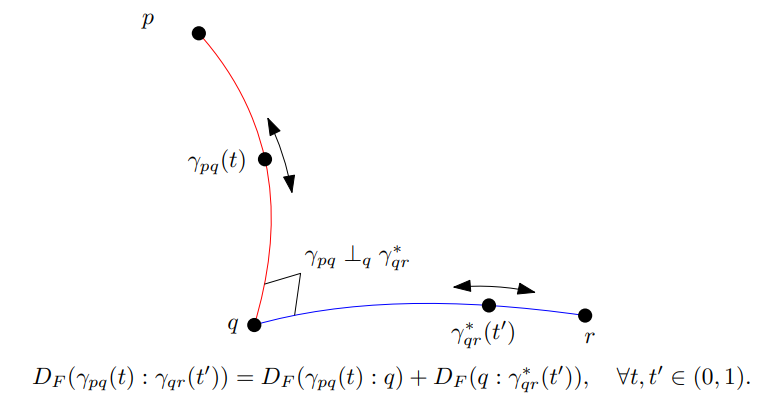 p
γ_{pq}(t)
γ_{pq} ⊥_q γ*_{qr}
q
γ*_{qr}(t′)
r
D_F(γ_{pq}(t) : γ_{qr}(t′)) = D_F(γ_{pq}(t) : q) + D_F(q : γ*_{qr}(t′)), ∀t, t′ ∈ (0, 1).